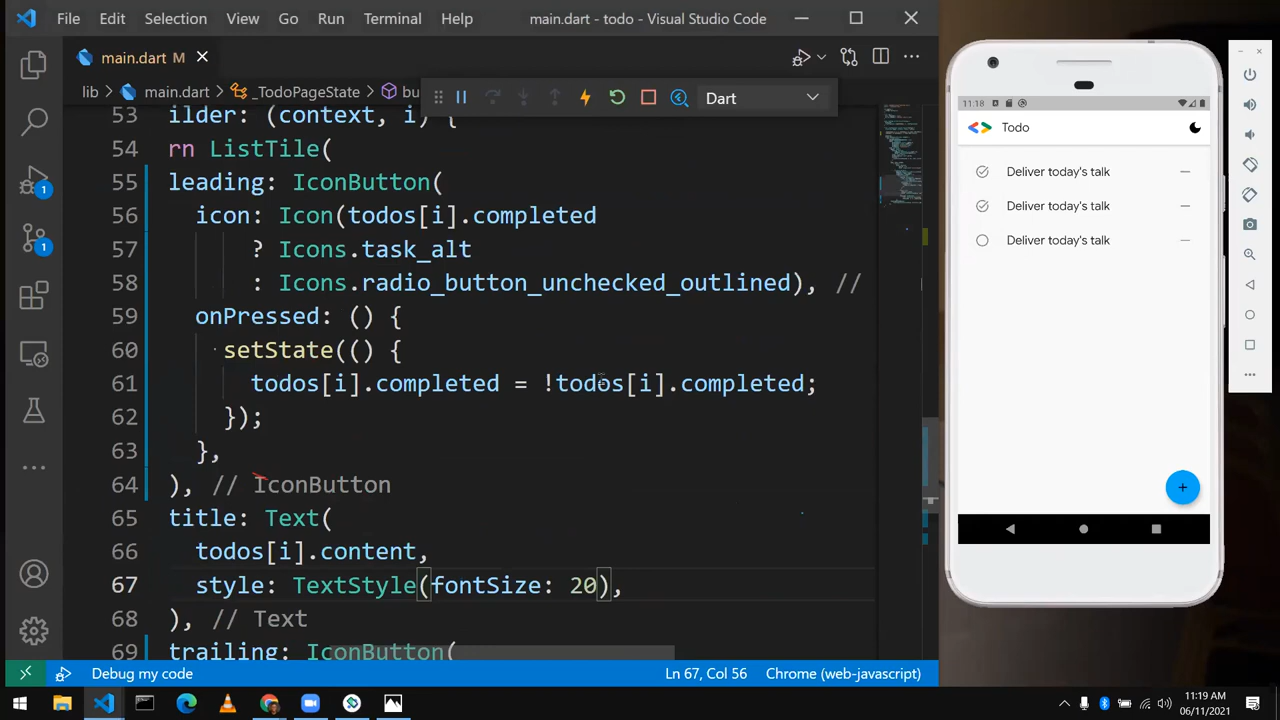 File Edit Selection View Go Run Terminal Help main.dart - todo - Visual Studio Code
main.dart M
lib main.dart _TodoPageState bu
Dart
53 ilder: (context, i) {
54 rn ListTile(
55 leading: IconButton(
56 icon: Icon(todos[i].completed
57 ? Icons.task_alt
58 : Icons.radio_button_unchecked_outlined), //
59 onPressed: () {
60 setState(() {
61 todos[i].completed = !todos[i].completed;
62 });
63 },
64 ), // IconButton
65 title: Text(
66 todos[i].content,
67 style: TextStyle(fontSize: 20),
68 ), // Text
69 trailing: IconButton(
1
1
Debug my code Ln 67, Col 56 Chrome (web-javascript)
11:19 AM
06/11/2021
11:18
Todo
Deliver today's talk
Deliver today's talk
Deliver today's talk